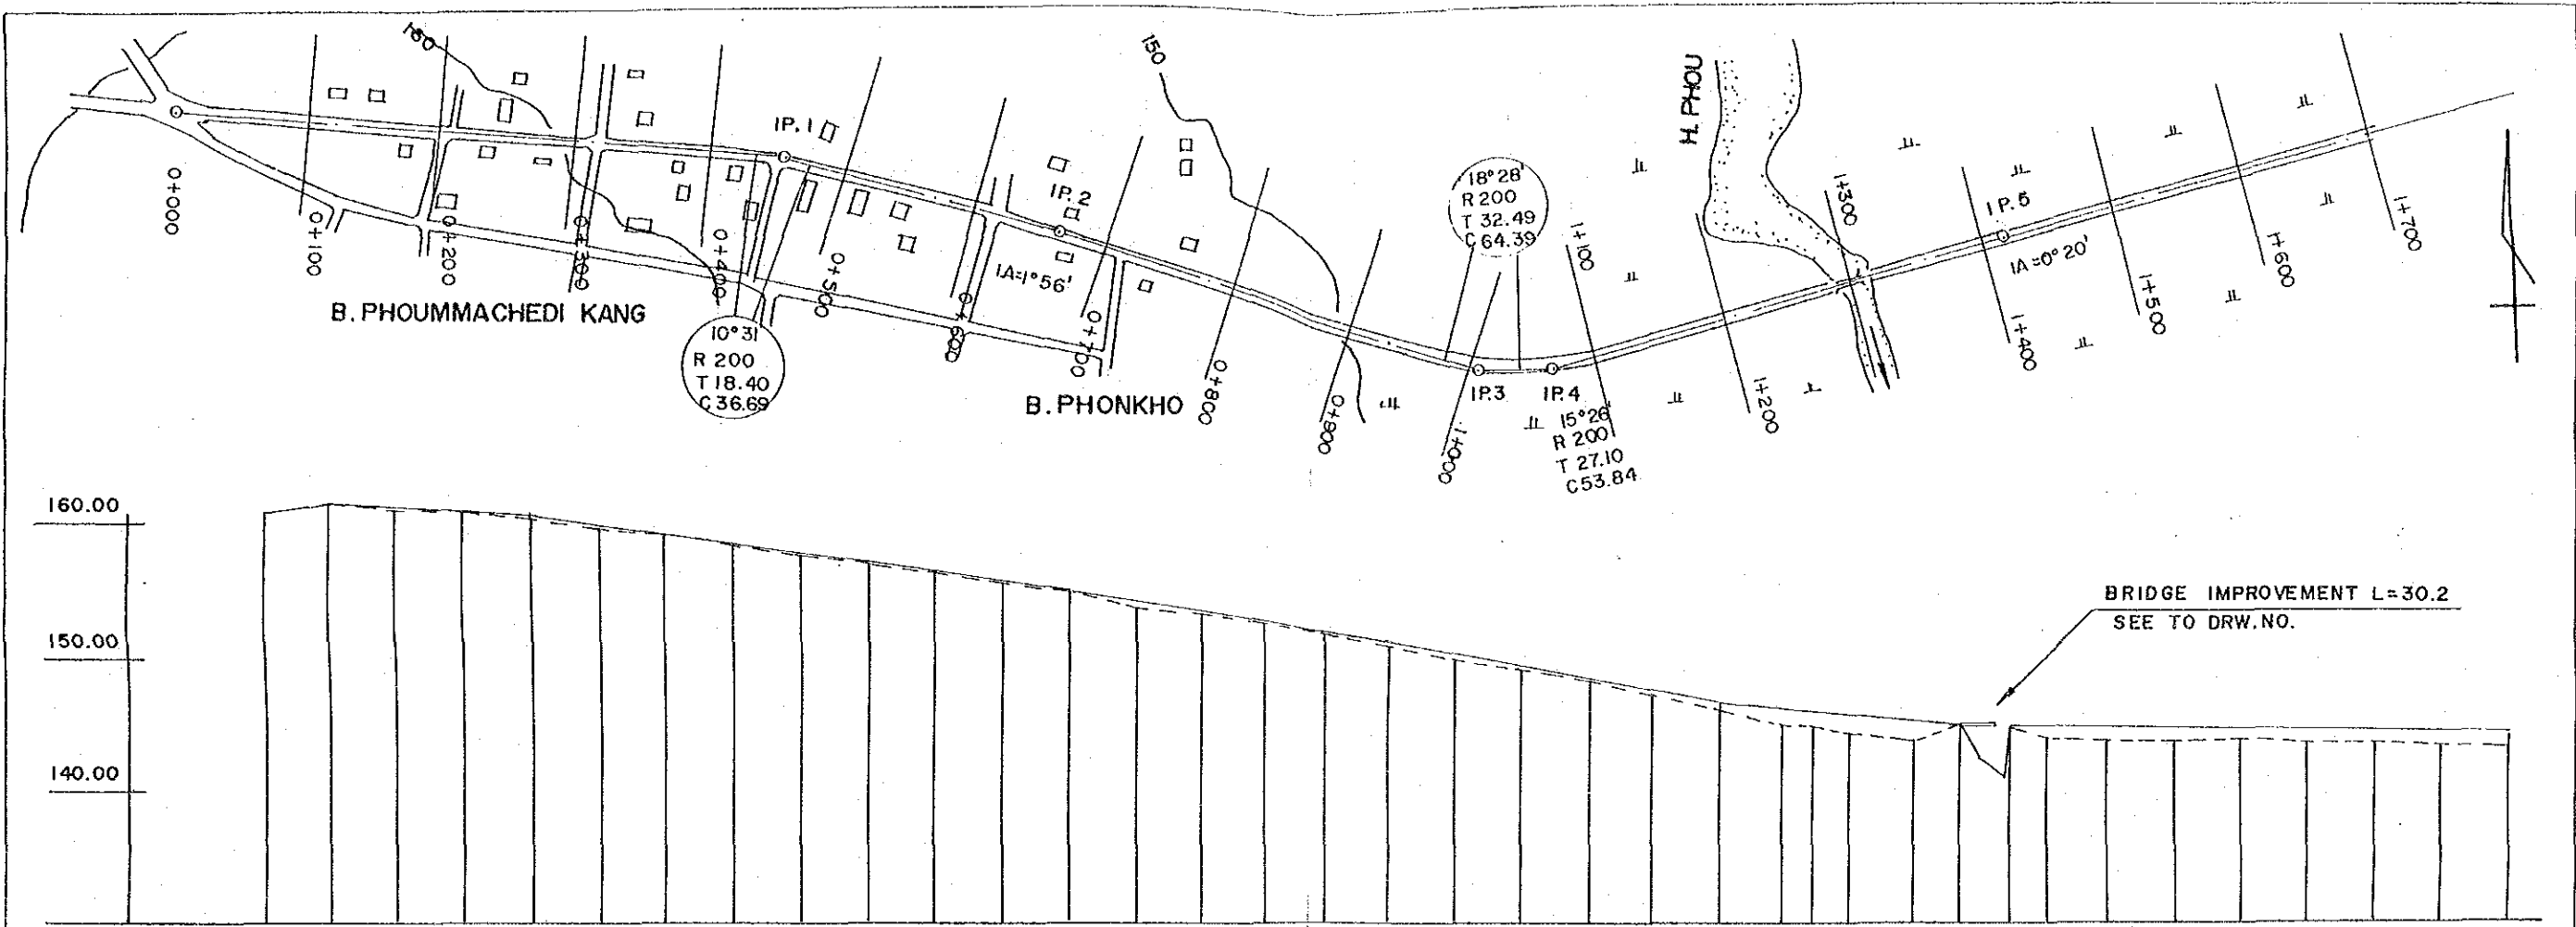 160
150
H. PHOU
IP. 1
IP. 2
18°28'
R 200
T 32.49
C 64.39
IP. 5
IA=0°20'
IA=1°56'
0+000
0+100
0+200
0+300
0+400
0+500
0+700
0+800
0+800
1+000
1+100
1+200
1+300
1+400
1+500
1+600
1+700
B. PHOUMMACHEDI KANG
10°31
R 200
T 18.40
C 36.69
B. PHONKHO
IP.3
IP.4
15°26'
R 200
T 27.10
C 53.84
160.00
150.00
140.00
BRIDGE IMPROVEMENT L=30.2
SEE TO DRW. NO.